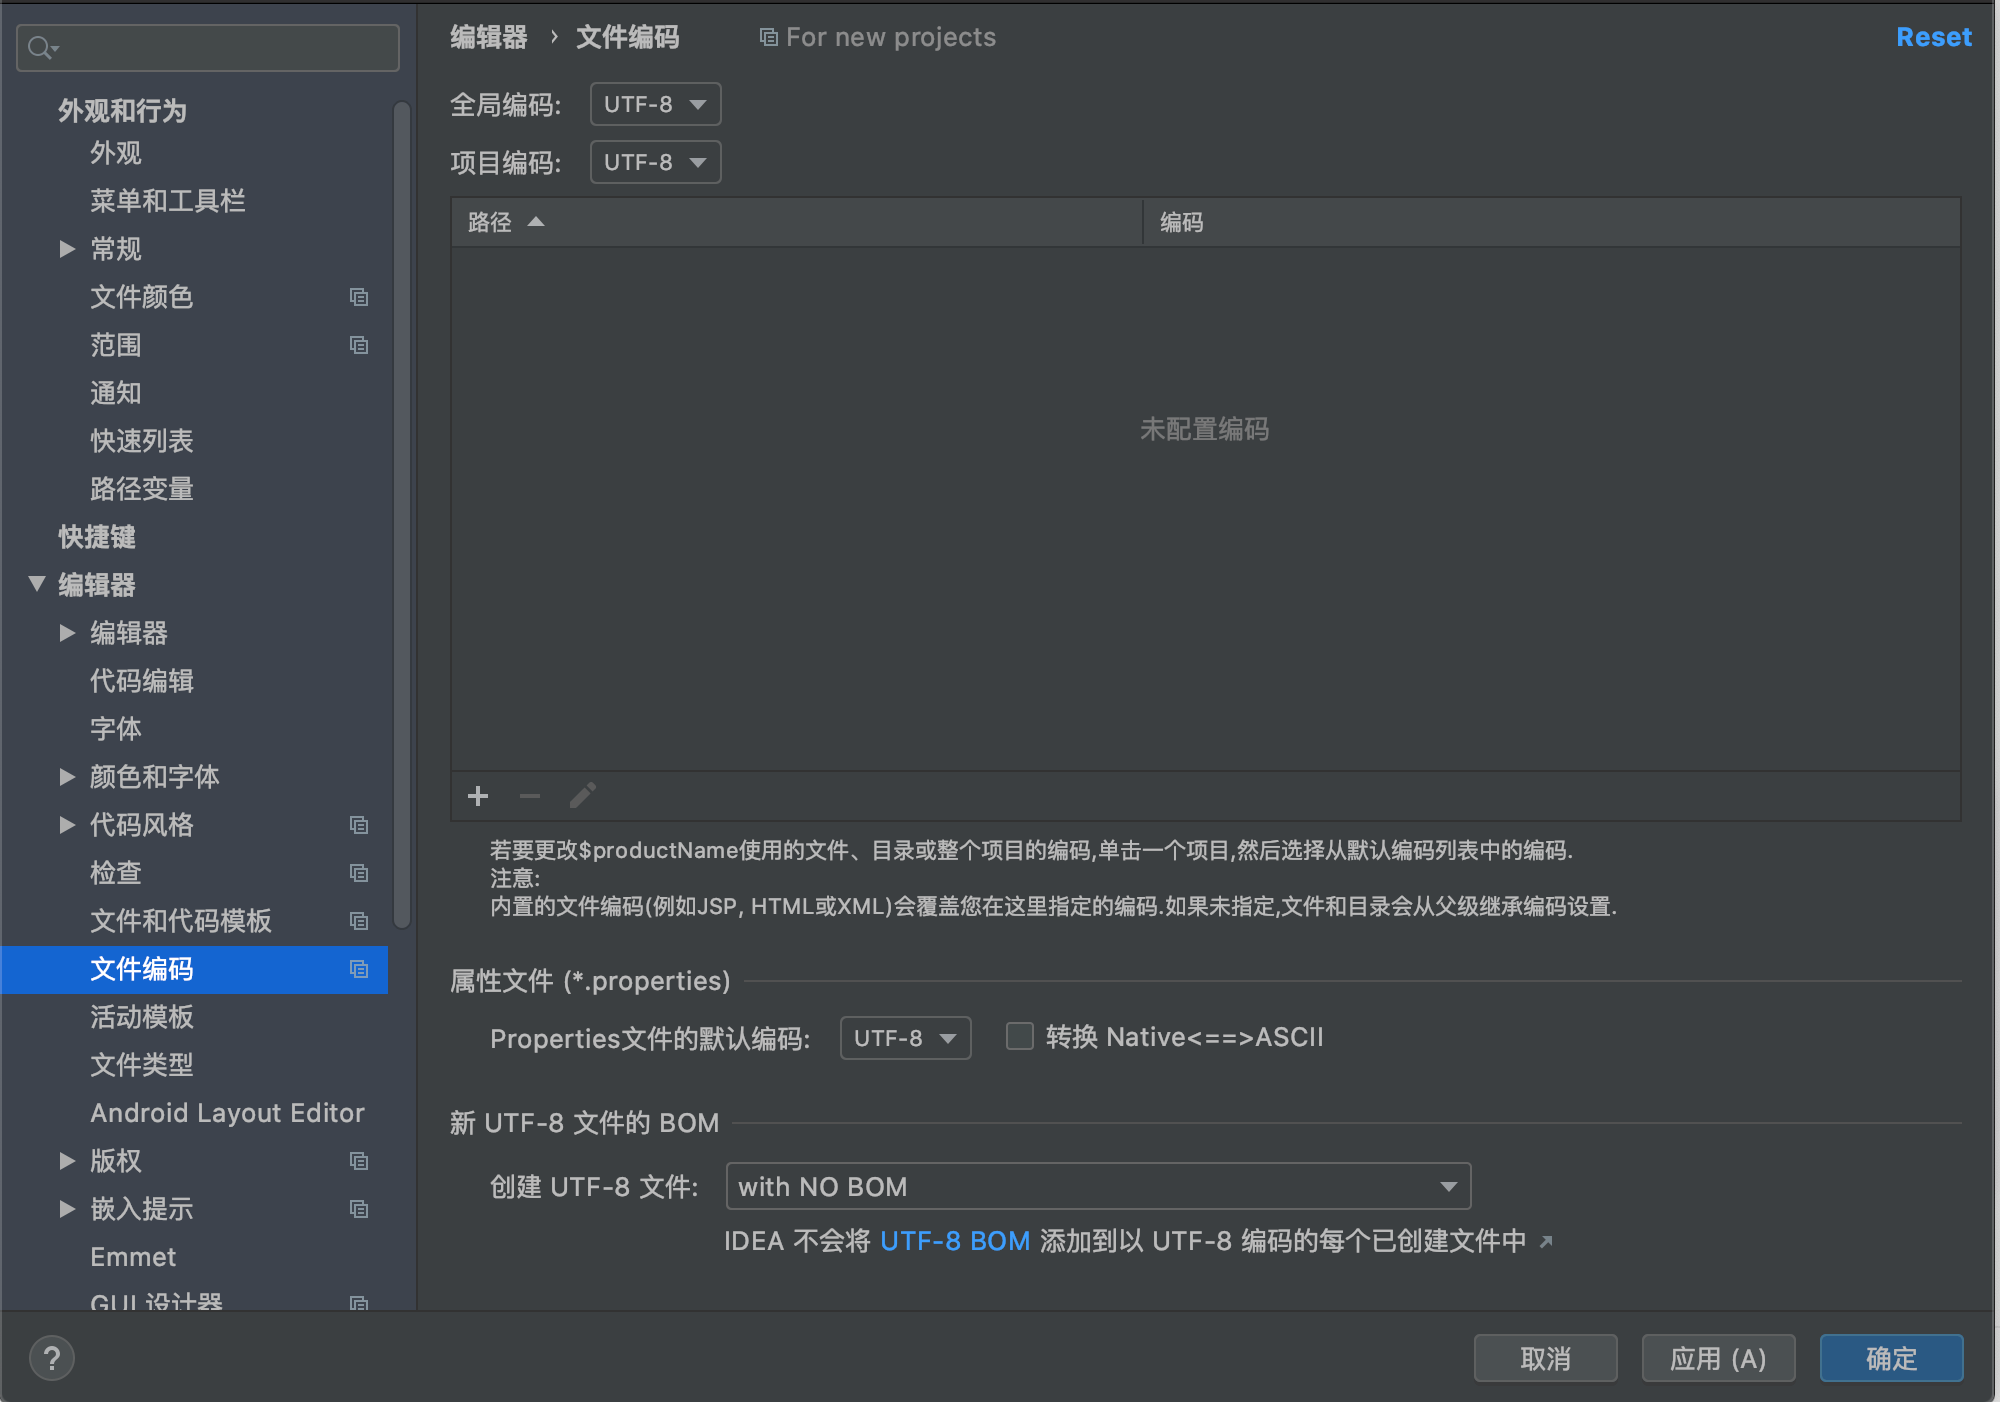 外观和行为
外观
菜单和工具栏
常规
文件颜色
范围
通知
快速列表
路径变量
快捷键
编辑器
编辑器
代码编辑
字体
颜色和字体
代码风格
检查
文件和代码模板
文件编码
活动模板
文件类型
Android Layout Editor
版权
嵌入提示
Emmet
GUI 设计器
编辑器 › 文件编码 For new projects Reset
全局编码: UTF-8
项目编码: UTF-8
路径 编码
未配置编码
若要更改$productName使用的文件、目录或整个项目的编码,单击一个项目,然后选择从默认编码列表中的编码.
注意:
内置的文件编码(例如JSP, HTML或XML)会覆盖您在这里指定的编码.如果未指定,文件和目录会从父级继承编码设置.
属性文件 (*.properties)
Properties文件的默认编码: UTF-8 转换 Native<==>ASCII
新 UTF-8 文件的 BOM
创建 UTF-8 文件: with NO BOM
IDEA 不会将 UTF-8 BOM 添加到以 UTF-8 编码的每个已创建文件中 ↗
? 取消 应用 (A) 确定